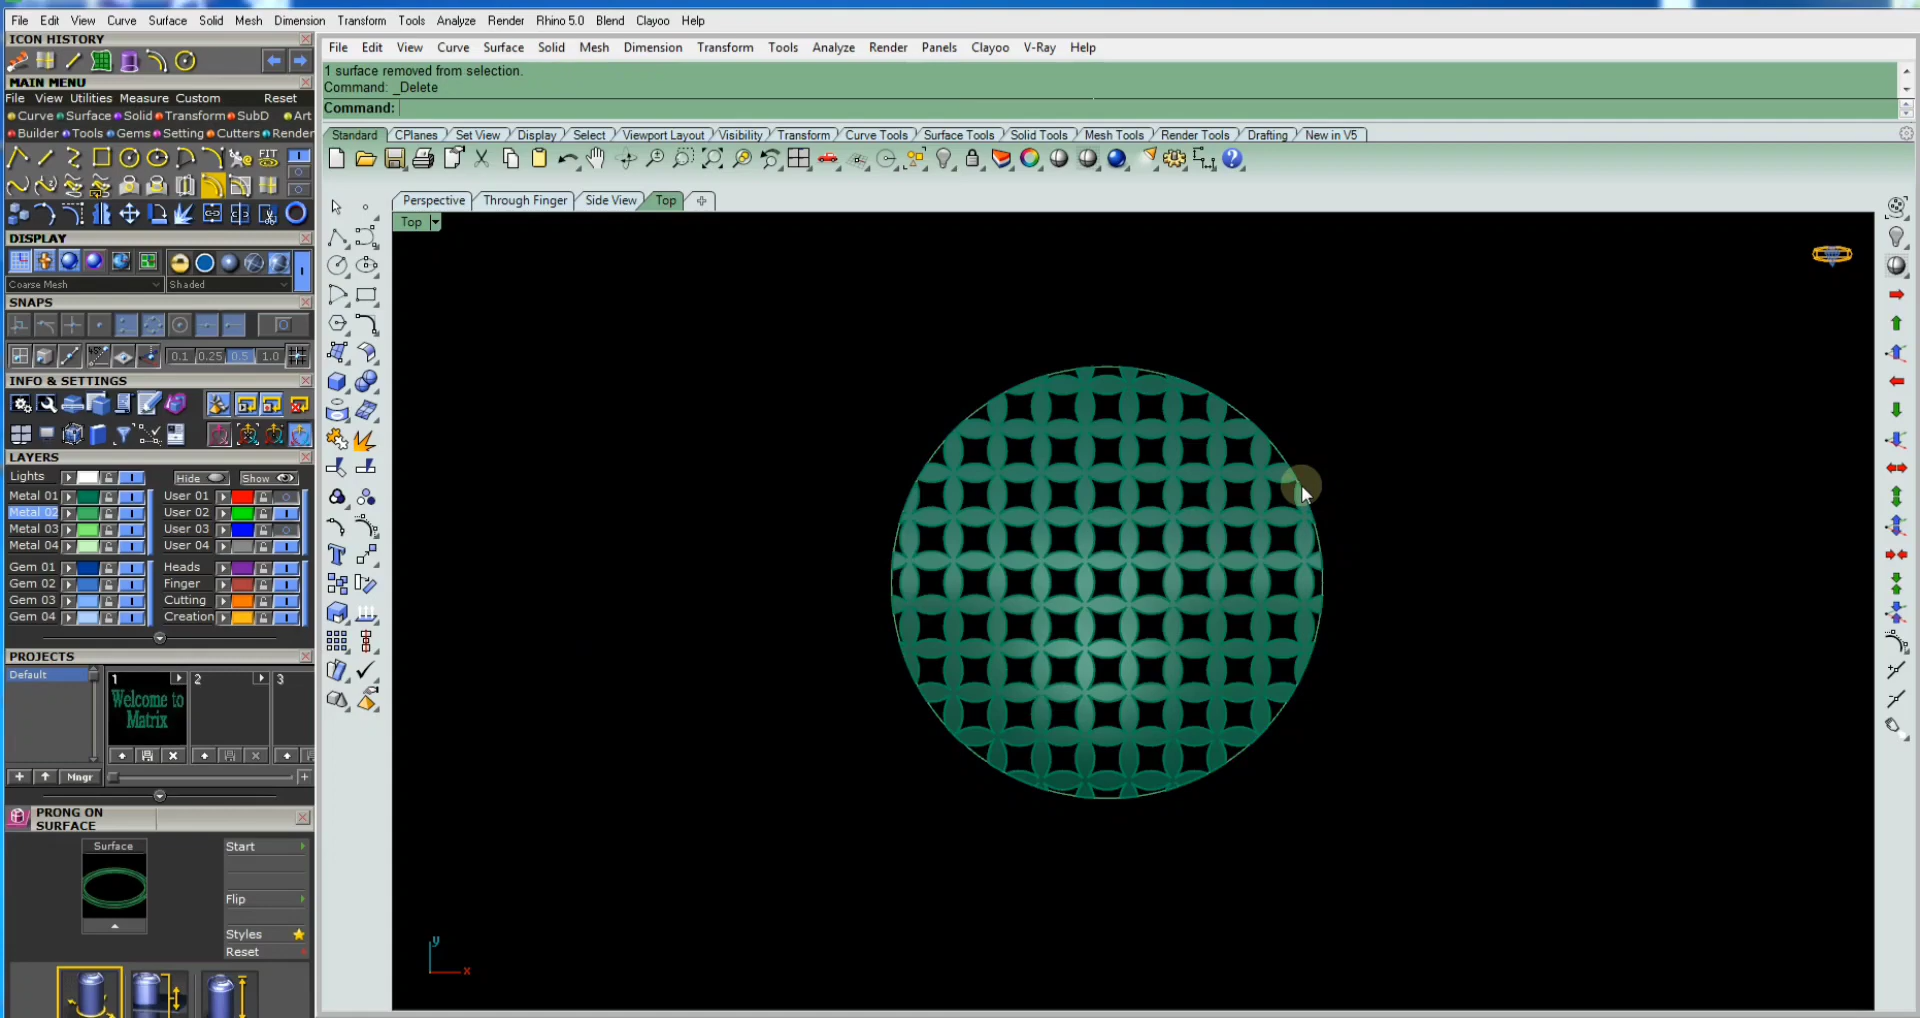 File Edit View Curve Surface Solid Mesh Dimension Transform Tools Analyze Render Rhino 5.0 Blend Clayoo Help
ICON HISTORY
MAIN MENU
File View Utilities Measure Custom Reset
Curve Surface Solid Transform SubD Art
Builder Tools Gems Setting Cutters Render
FIT
DISPLAY
Coarse Mesh Shaded
SNAPS
0.1 0.25 0.5 1.0
INFO & SETTINGS
LAYERS
Lights Hide Show
Metal 01 User 01
Metal 02 User 02
Metal 03 User 03
Metal 04 User 04
Gem 01 Heads
Gem 02 Finger
Gem 03 Cutting
Gem 04 Creation
PROJECTS
Default 1 2 3
Welcome to
Matrix
Mngr
PRONG ON
SURFACE
Surface Start
Flip
Styles
Reset
File Edit View Curve Surface Solid Mesh Dimension Transform Tools Analyze Render Panels Clayoo V-Ray Help
1 surface removed from selection.
Command: _Delete
Command:
Standard CPlanes Set View Display Select Viewport Layout Visibility Transform Curve Tools Surface Tools Solid Tools Mesh Tools Render Tools Drafting New in V5
Perspective Through Finger Side View Top
Top
y
x